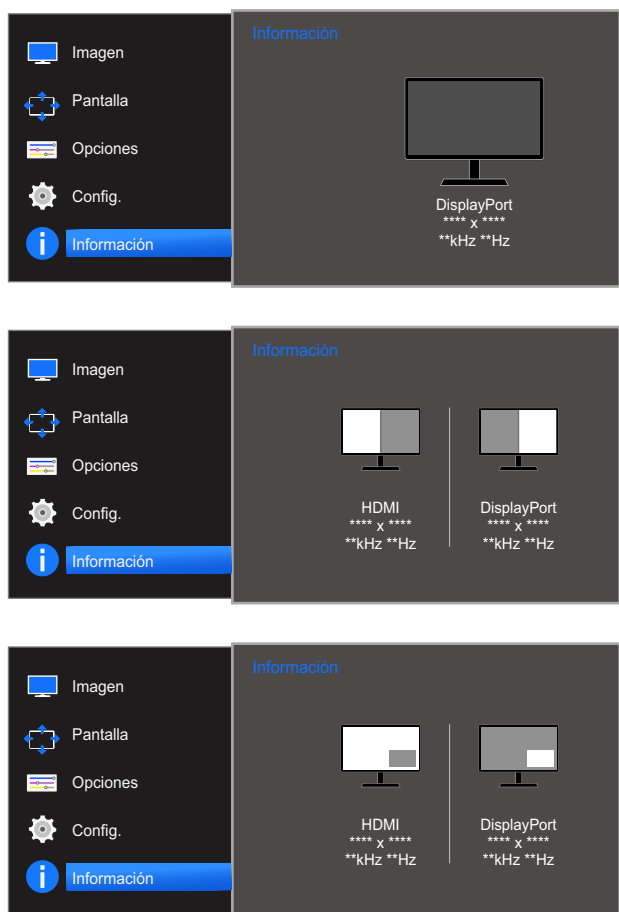 Información
Imagen
Pantalla
Opciones
Config.
Información
DisplayPort
**** x ****
**kHz **Hz
Información
Imagen
Pantalla
Opciones
Config.
Información
HDMI
**** x ****
**kHz **Hz
DisplayPort
**** x ****
**kHz **Hz
Información
Imagen
Pantalla
Opciones
Config.
Información
HDMI
**** x ****
**kHz **Hz
DisplayPort
**** x ****
**kHz **Hz